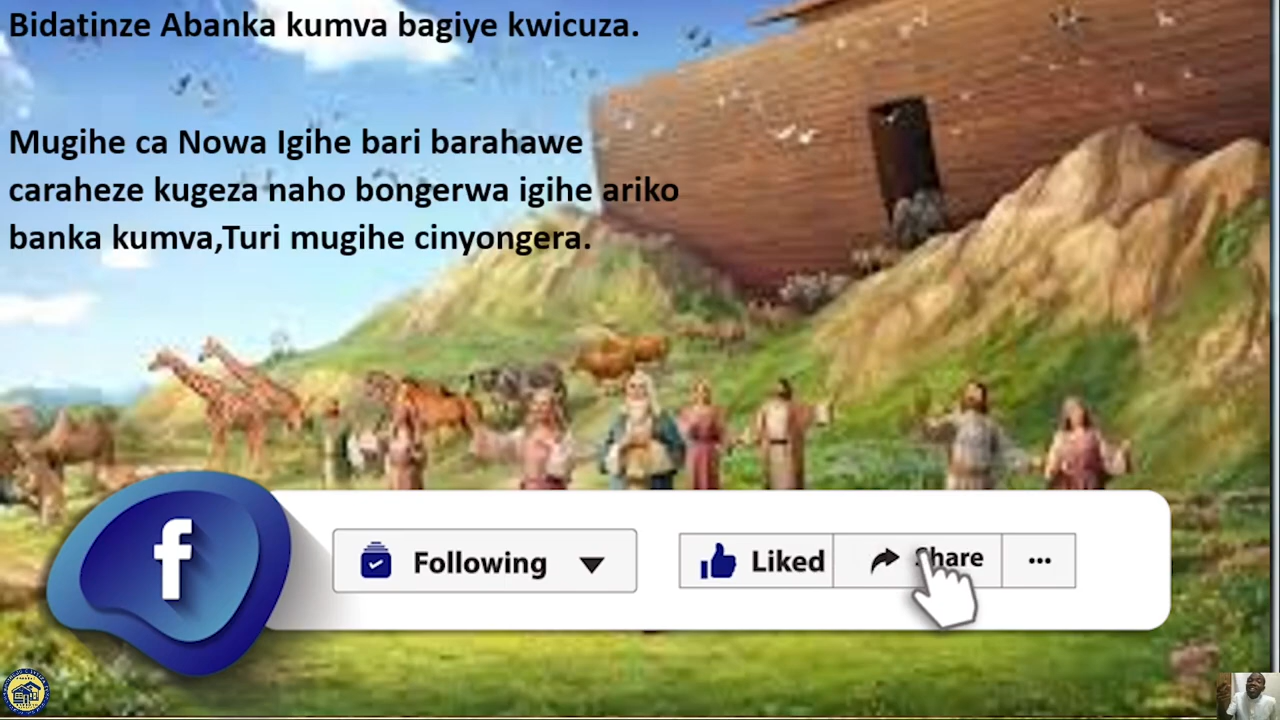 Bidatinze Abanka kumva bagiye kwicuza.
Mugihe ca Nowa Igihe bari barahawe
caraheze kugeza naho bongerwa igihe ariko
banka kumva,Turi mugihe cinyongera.
f
Following
Liked
Share